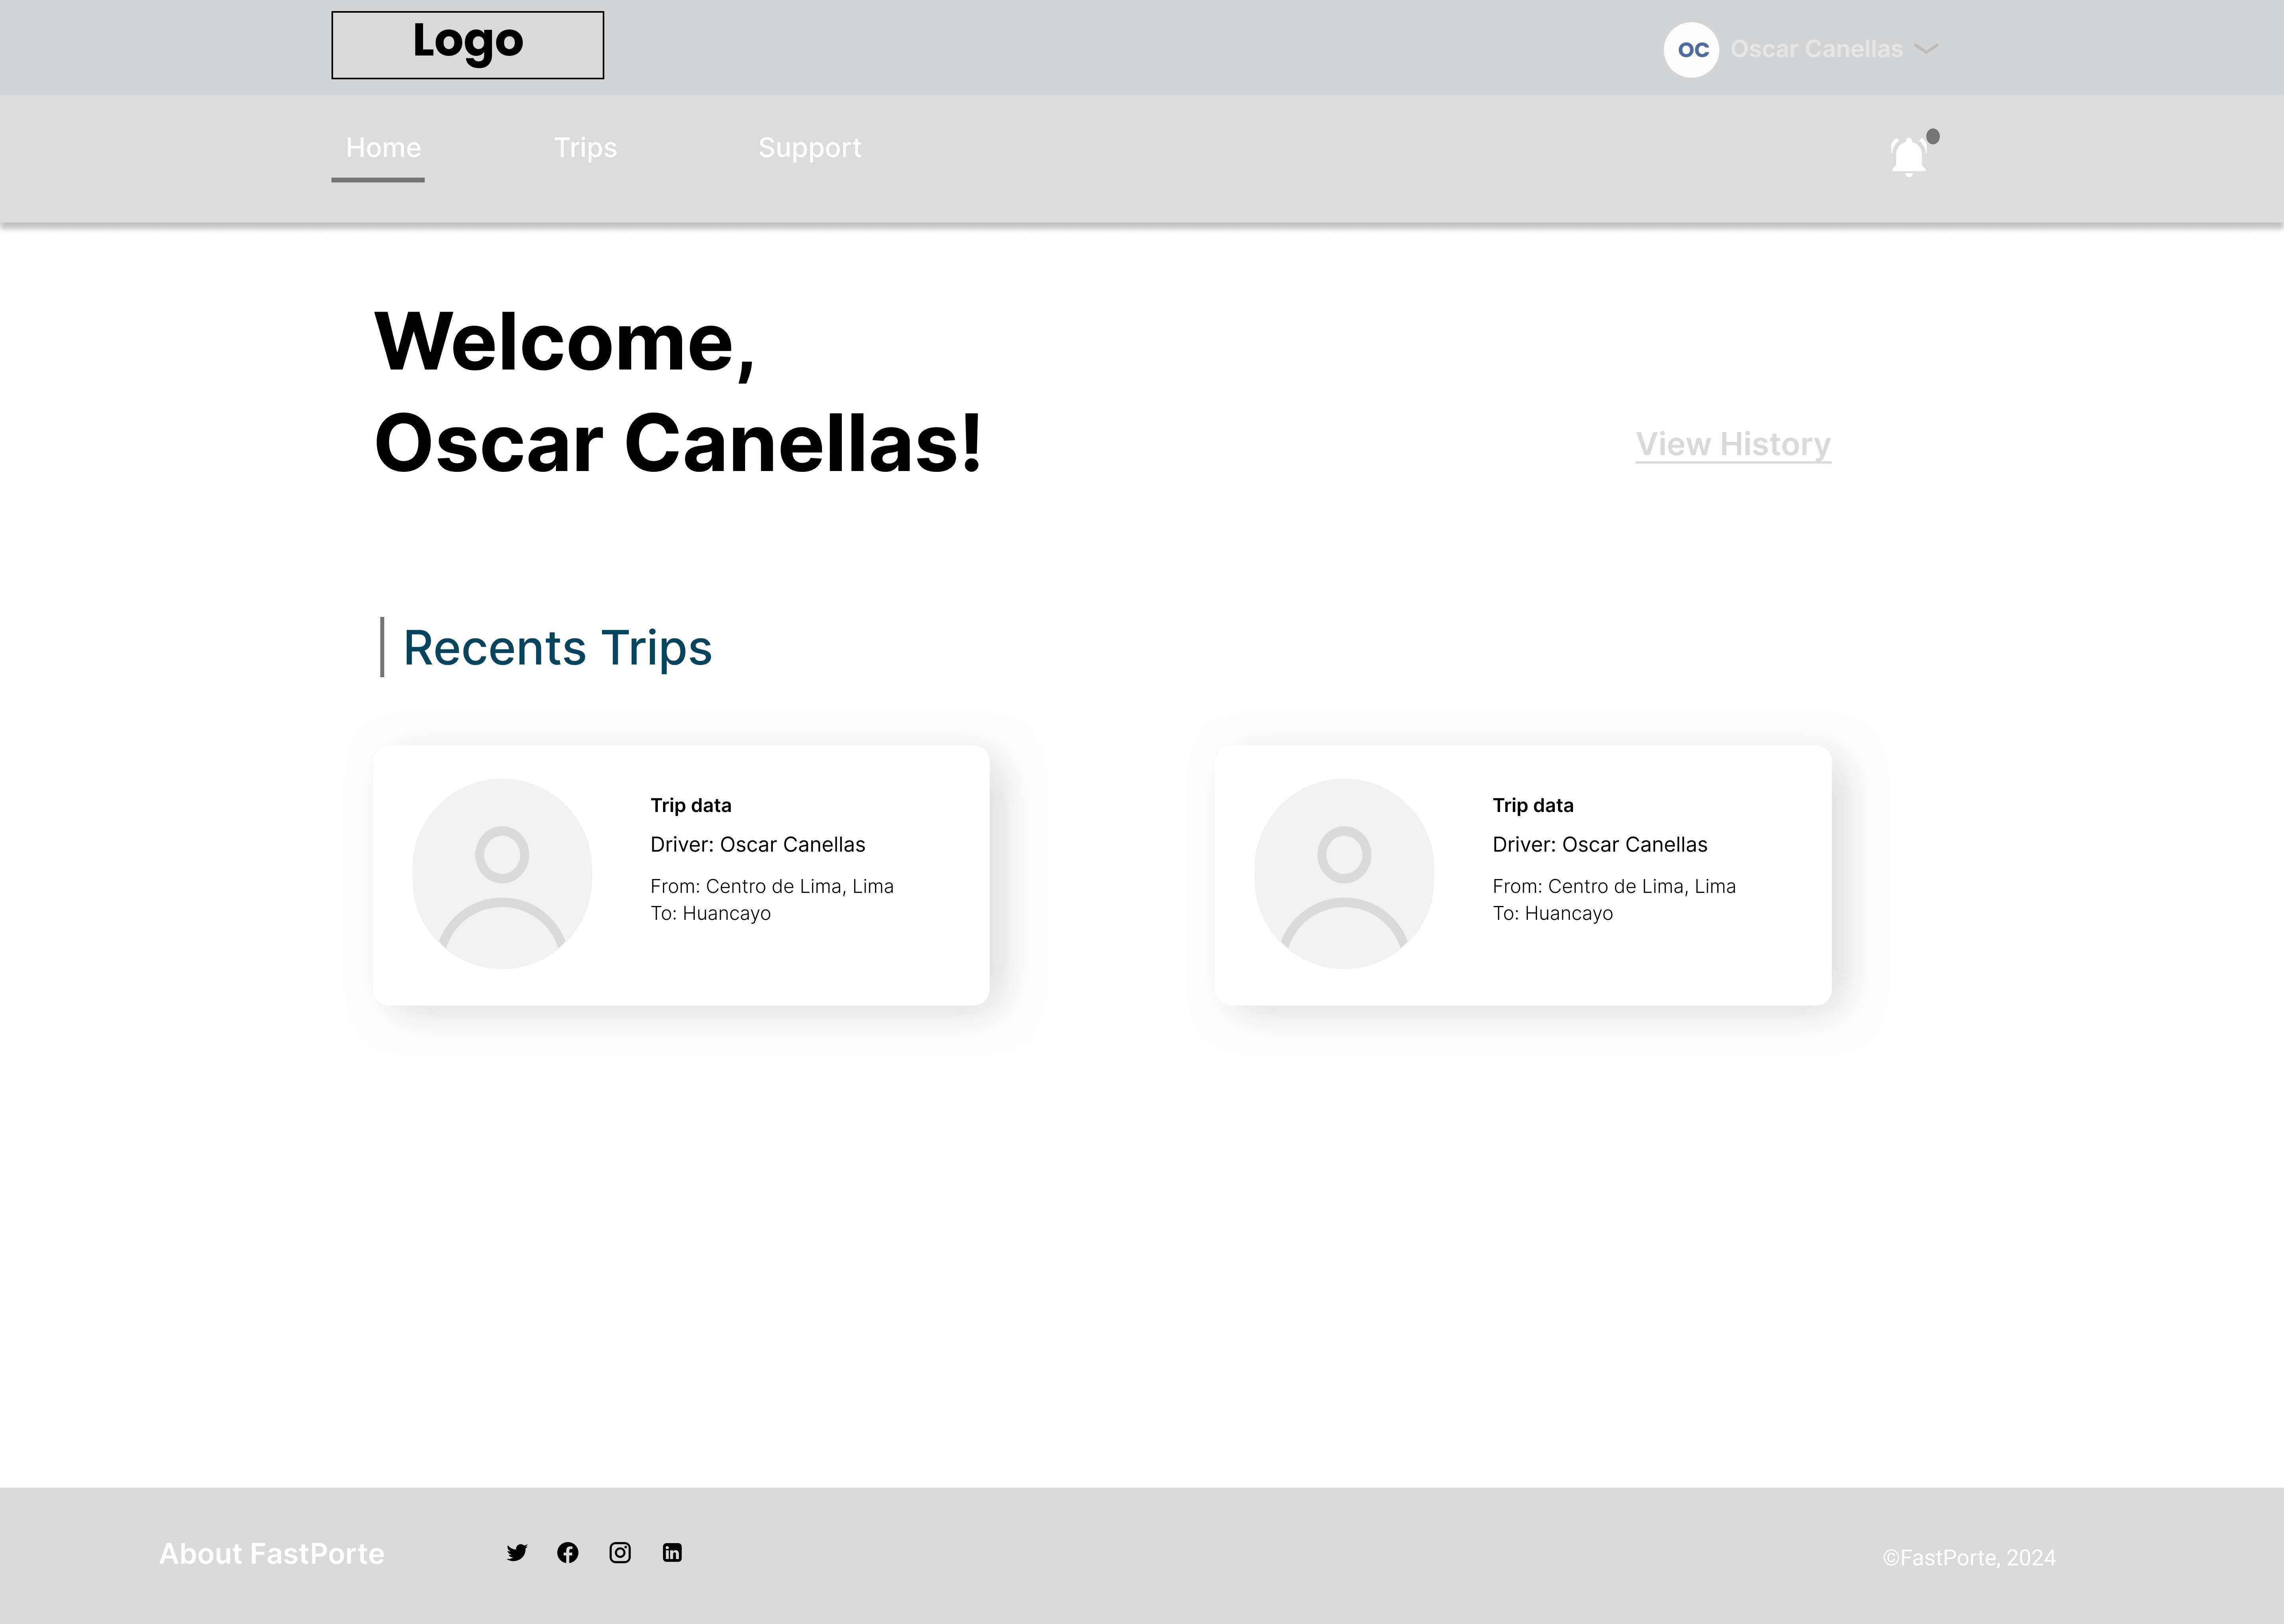 Logo
OC Oscar Canellas
Home Trips Support
Welcome,
Oscar Canellas!
View History
Recents Trips
Trip data
Driver: Oscar Canellas
From: Centro de Lima, Lima
To: Huancayo
Trip data
Driver: Oscar Canellas
From: Centro de Lima, Lima
To: Huancayo
About FastPorte
©FastPorte, 2024